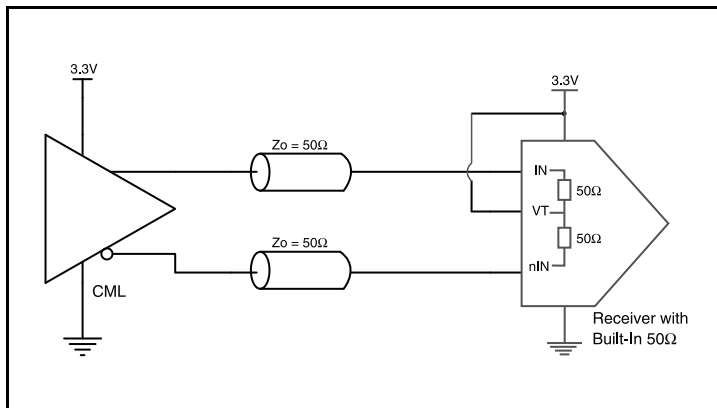 3.3V
3.3V
Zo = 50Ω
IN
50Ω
VT
50Ω
Zo = 50Ω
nIN
CML
Receiver with
Built-In 50Ω